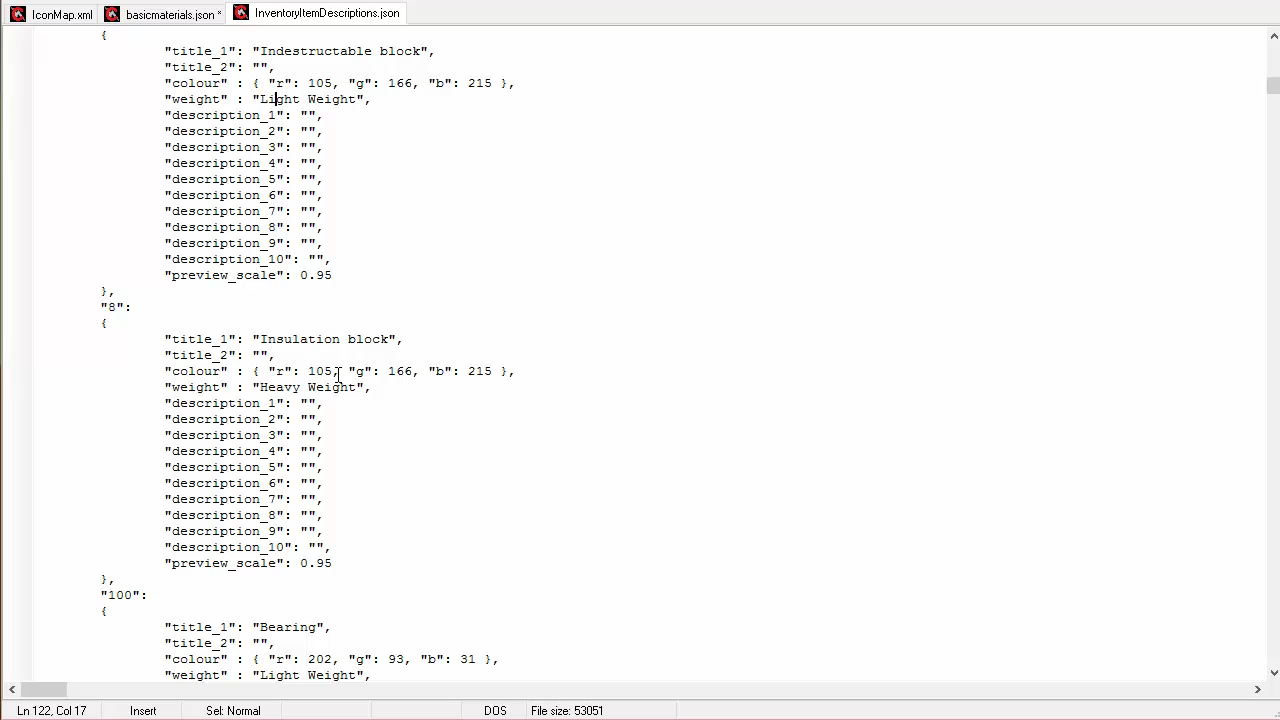 IconMap.xml basicmaterials.json * InventoryItemDescriptions.json
{
"title_1": "Indestructable block",
"title_2": "",
"colour" : { "r": 105, "g": 166, "b": 215 },
"weight" : "Light Weight",
"description_1": "",
"description_2": "",
"description_3": "",
"description_4": "",
"description_5": "",
"description_6": "",
"description_7": "",
"description_8": "",
"description_9": "",
"description_10": "",
"preview_scale": 0.95
},
"8":
{
"title_1": "Insulation block",
"title_2": "",
"colour" : { "r": 105, "g": 166, "b": 215 },
"weight" : "Heavy Weight",
"description_1": "",
"description_2": "",
"description_3": "",
"description_4": "",
"description_5": "",
"description_6": "",
"description_7": "",
"description_8": "",
"description_9": "",
"description_10": "",
"preview_scale": 0.95
},
"100":
{
"title_1": "Bearing",
"title_2": "",
"colour" : { "r": 202, "g": 93, "b": 31 },
"weight" : "Light Weight",
Ln 122, Col 17 Insert Sel: Normal DOS File size: 53051